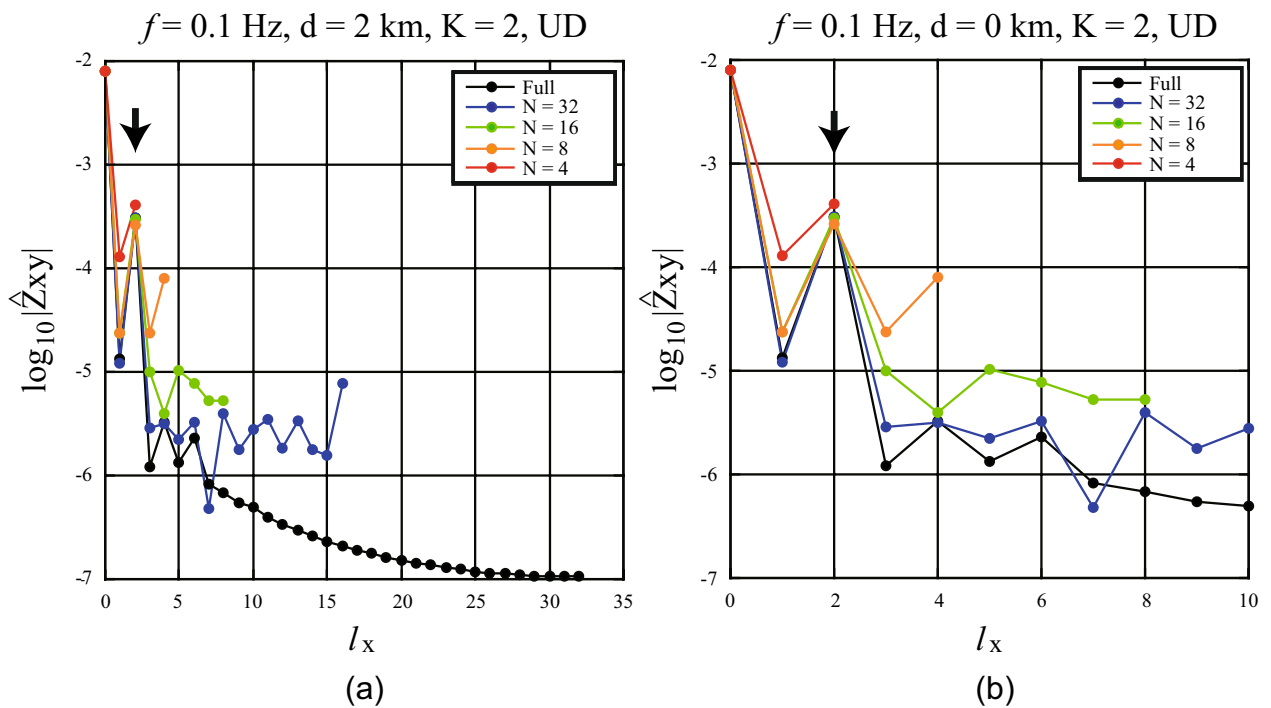 f = 0.1 Hz, d = 2 km, K = 2, UD
-2
-3
-4
-5
-6
-7
log10|Ẑxy|
Full
N = 32
N = 16
N = 8
N = 4
0 5 10 15 20 25 30 35
lx
(a)
f = 0.1 Hz, d = 0 km, K = 2, UD
-2
-3
-4
-5
-6
-7
log10|Ẑxy|
Full
N = 32
N = 16
N = 8
N = 4
0 2 4 6 8 10
lx
(b)